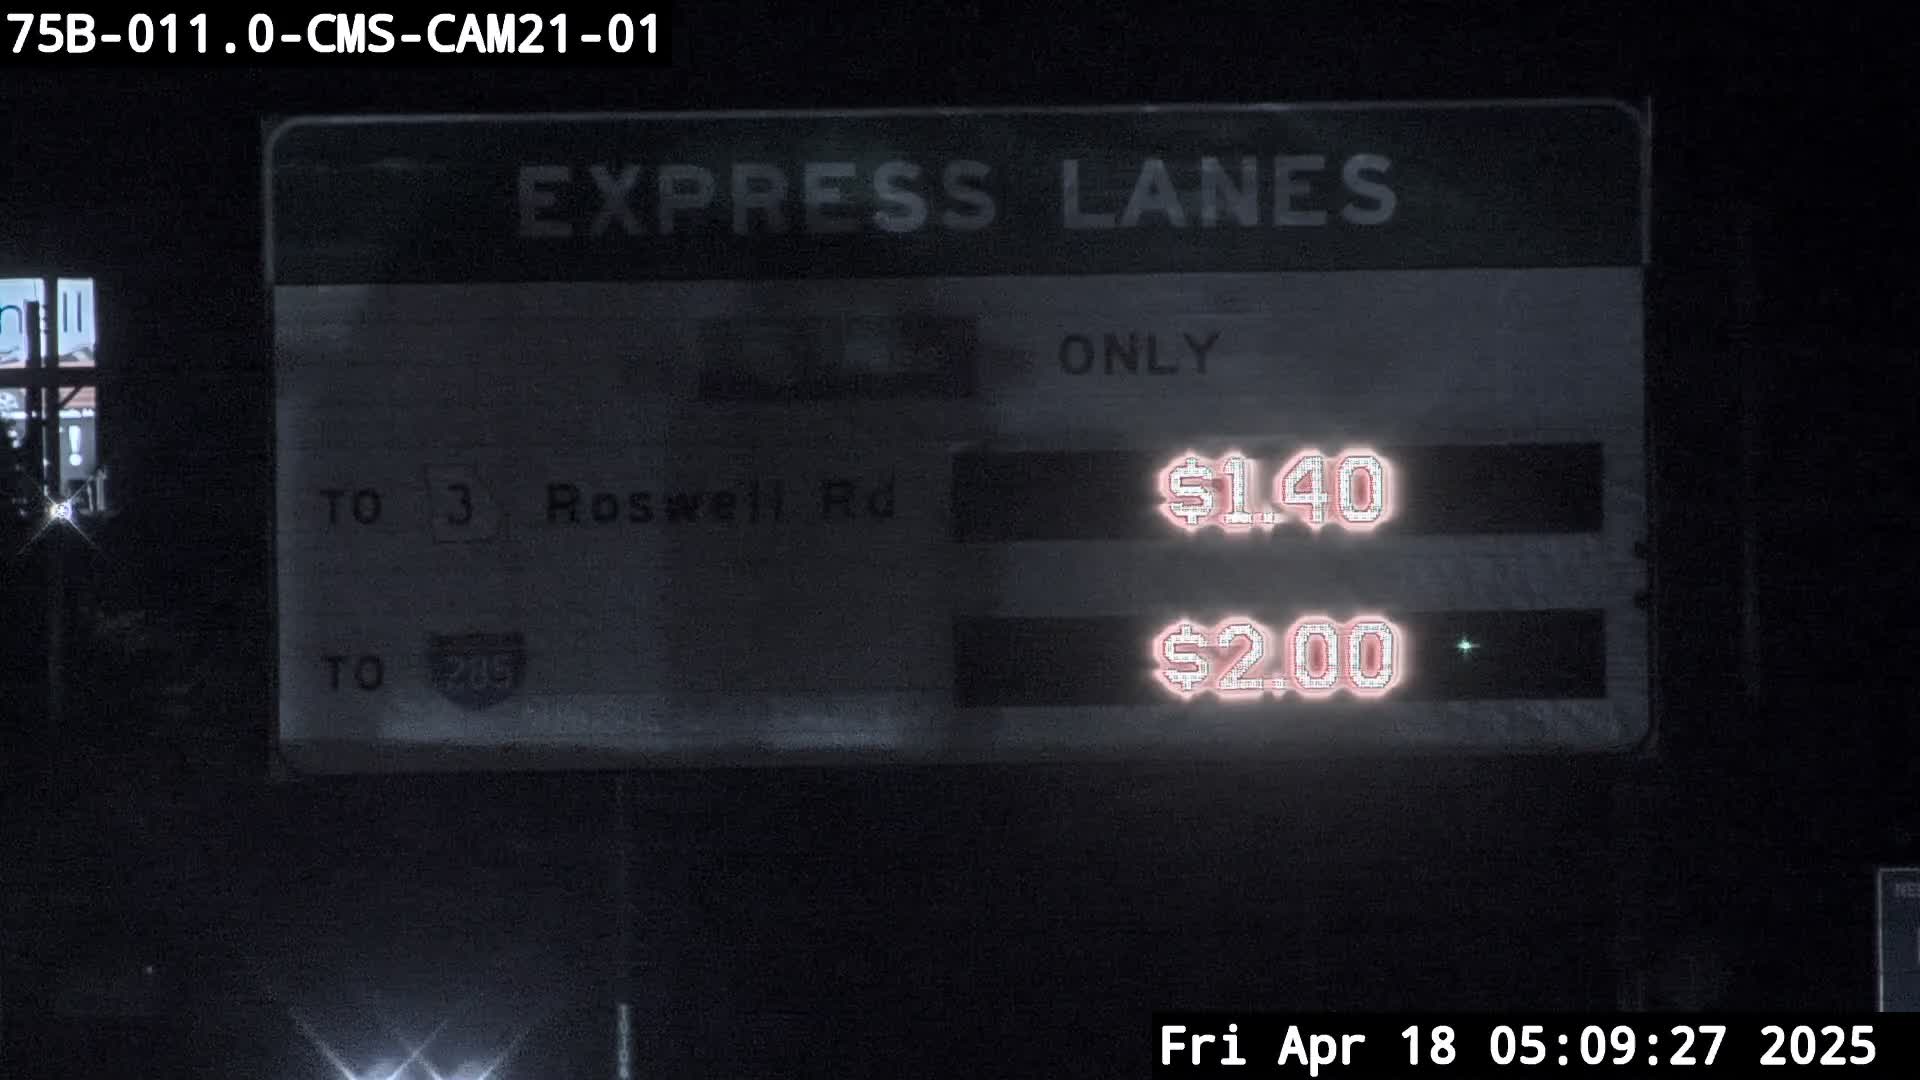 75B-011.0-CMS-CAM21-01
EXPRESS LANES
ONLY
TO 3 Roswell Rd $1.40
TO 285 $2.00
Fri Apr 18 05:09:27 2025